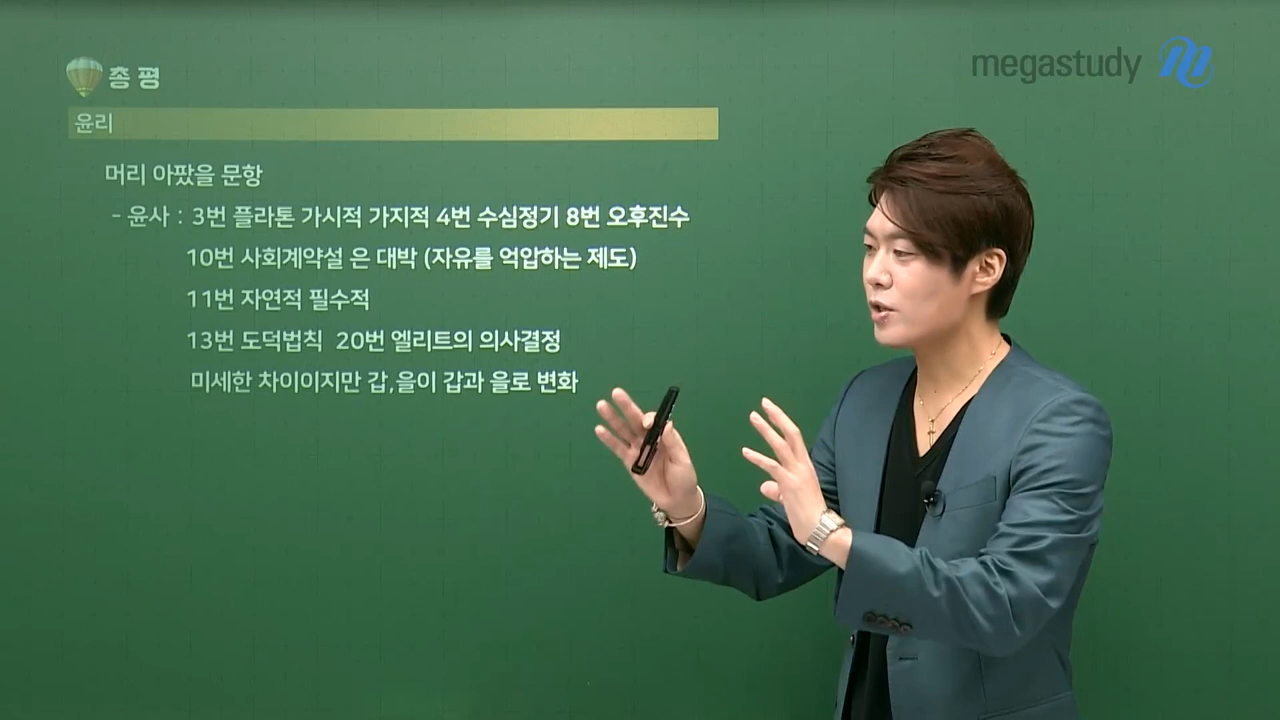 총 평
megastudy
윤리
머리 아팠을 문항
- 윤사 : 3번 플라톤 가시적 가지적 4번 수심정기 8번 오후진수
10번 사회계약설 은 대박 (자유를 억압하는 제도)
11번 자연적 필수적
13번 도덕법칙 20번 엘리트의 의사결정
미세한 차이이지만 갑,을이 갑과 을로 변화